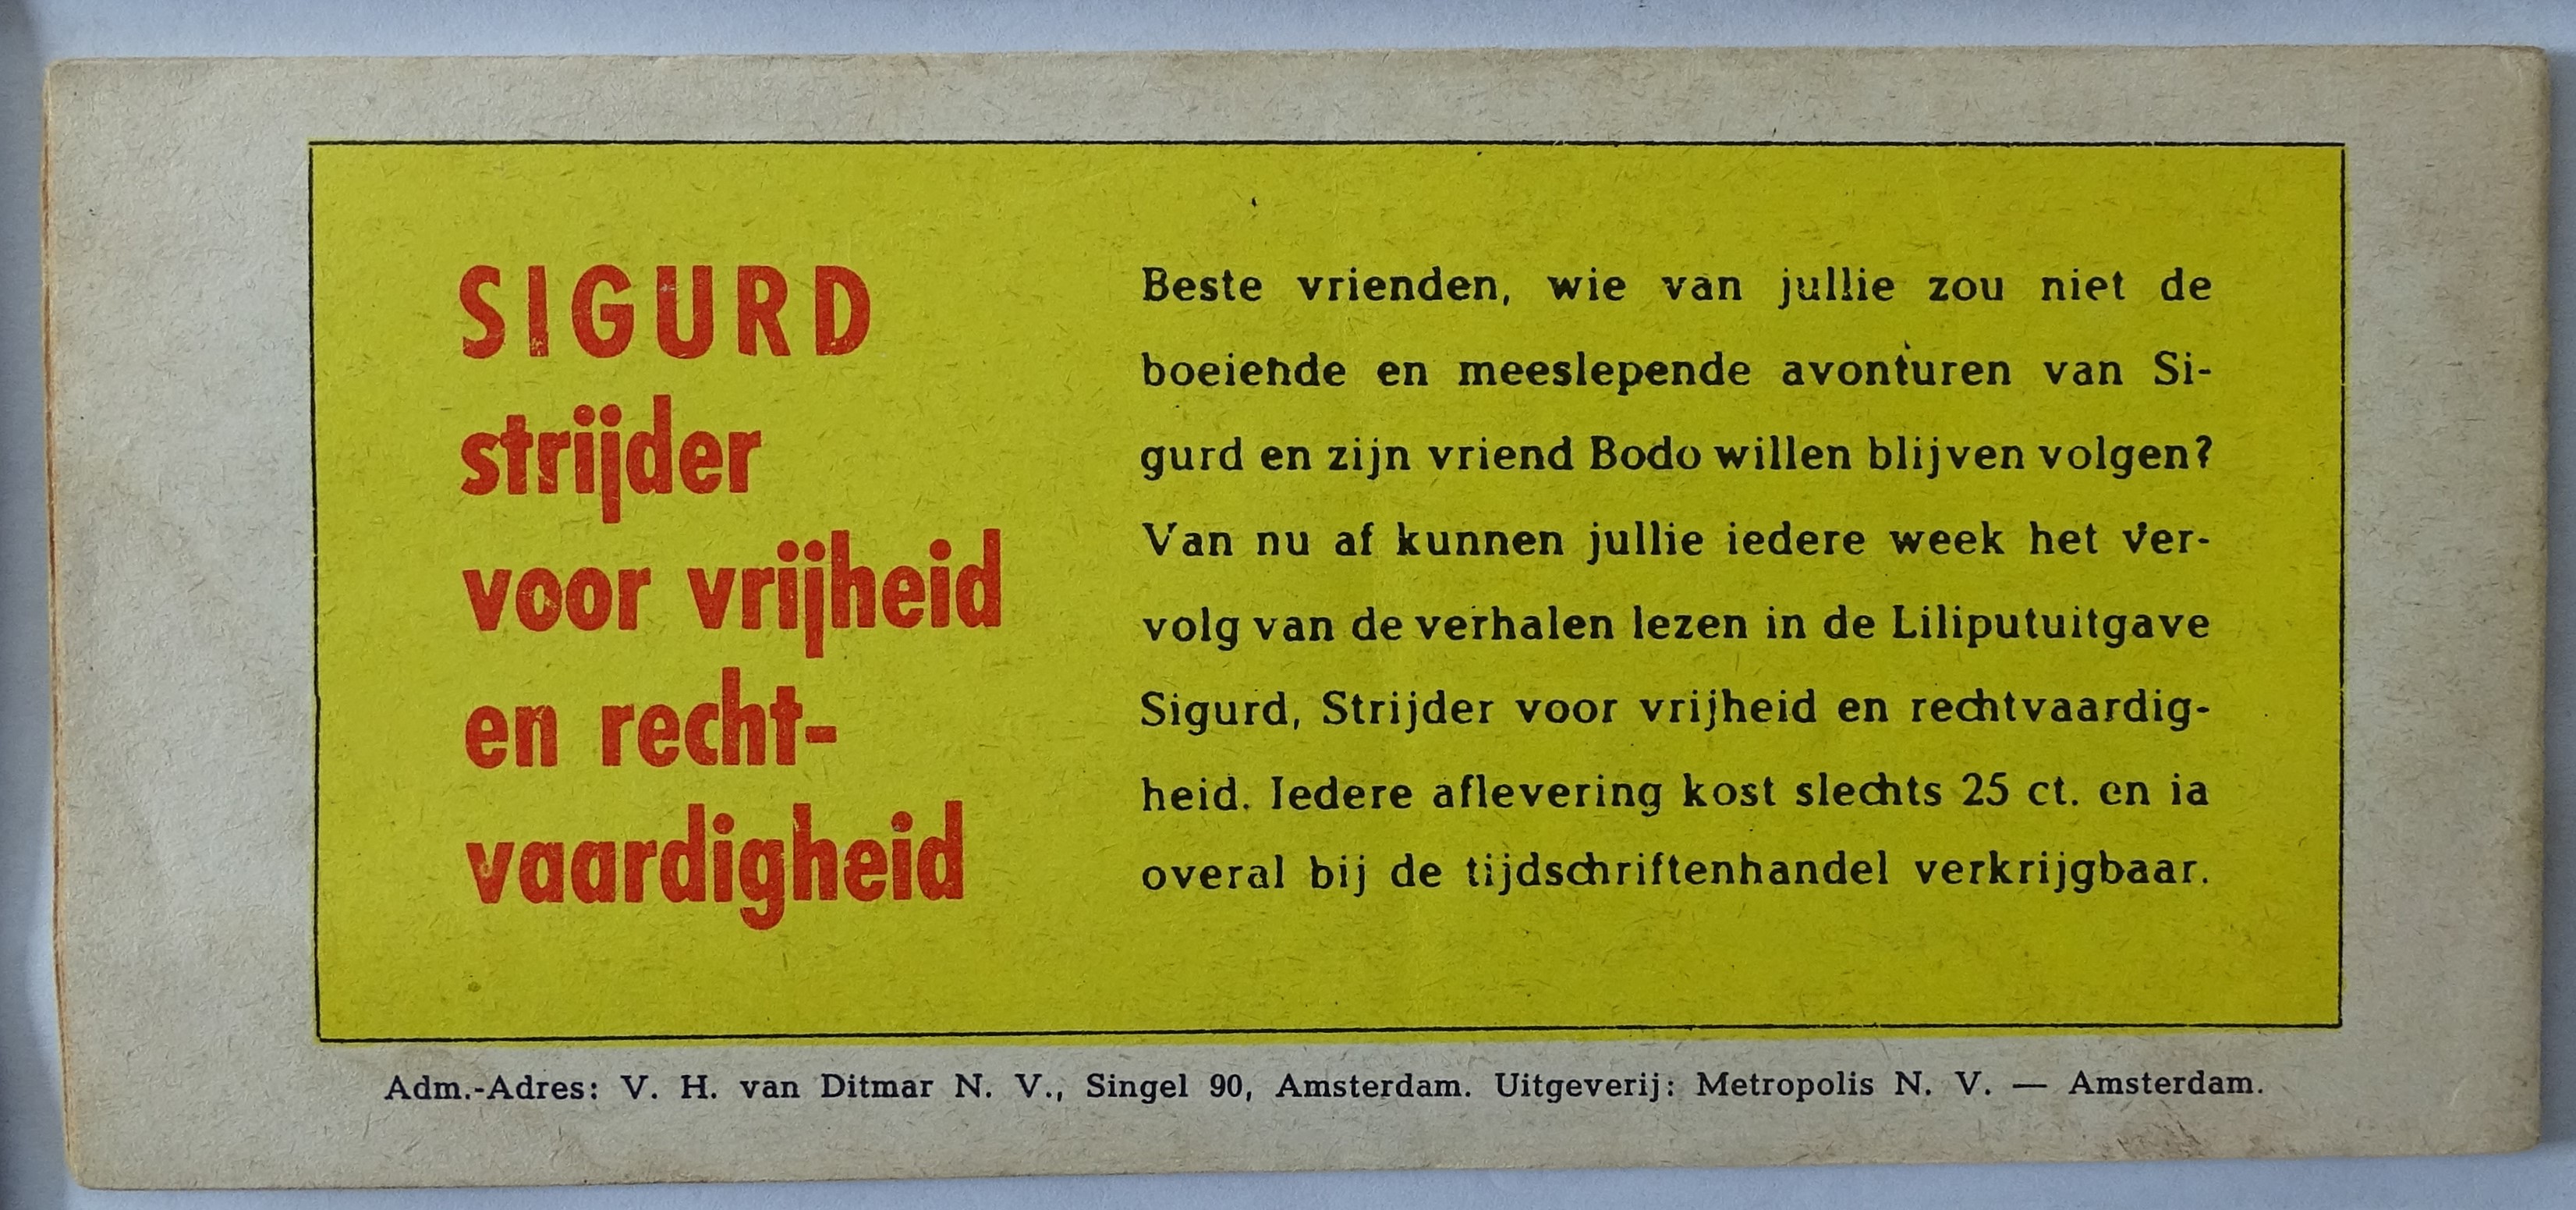 SIGURD
strijder
voor vrijheid
en recht-
vaardigheid
Beste vrienden, wie van jullie zou niet de
boeiende en meeslepende avonturen van Si-
gurd en zijn vriend Bodo willen blijven volgen?
Van nu af kunnen jullie iedere week het ver-
volg van de verhalen lezen in de Liliputuitgave
Sigurd, Strijder voor vrijheid en rechtvaardig-
heid. Iedere aflevering kost slechts 25 ct. en ia
overal bij de tijdschriftenhandel verkrijgbaar.
Adm.-Adres: V. H. van Ditmar N. V., Singel 90, Amsterdam. Uitgeverij: Metropolis N. V. — Amsterdam.